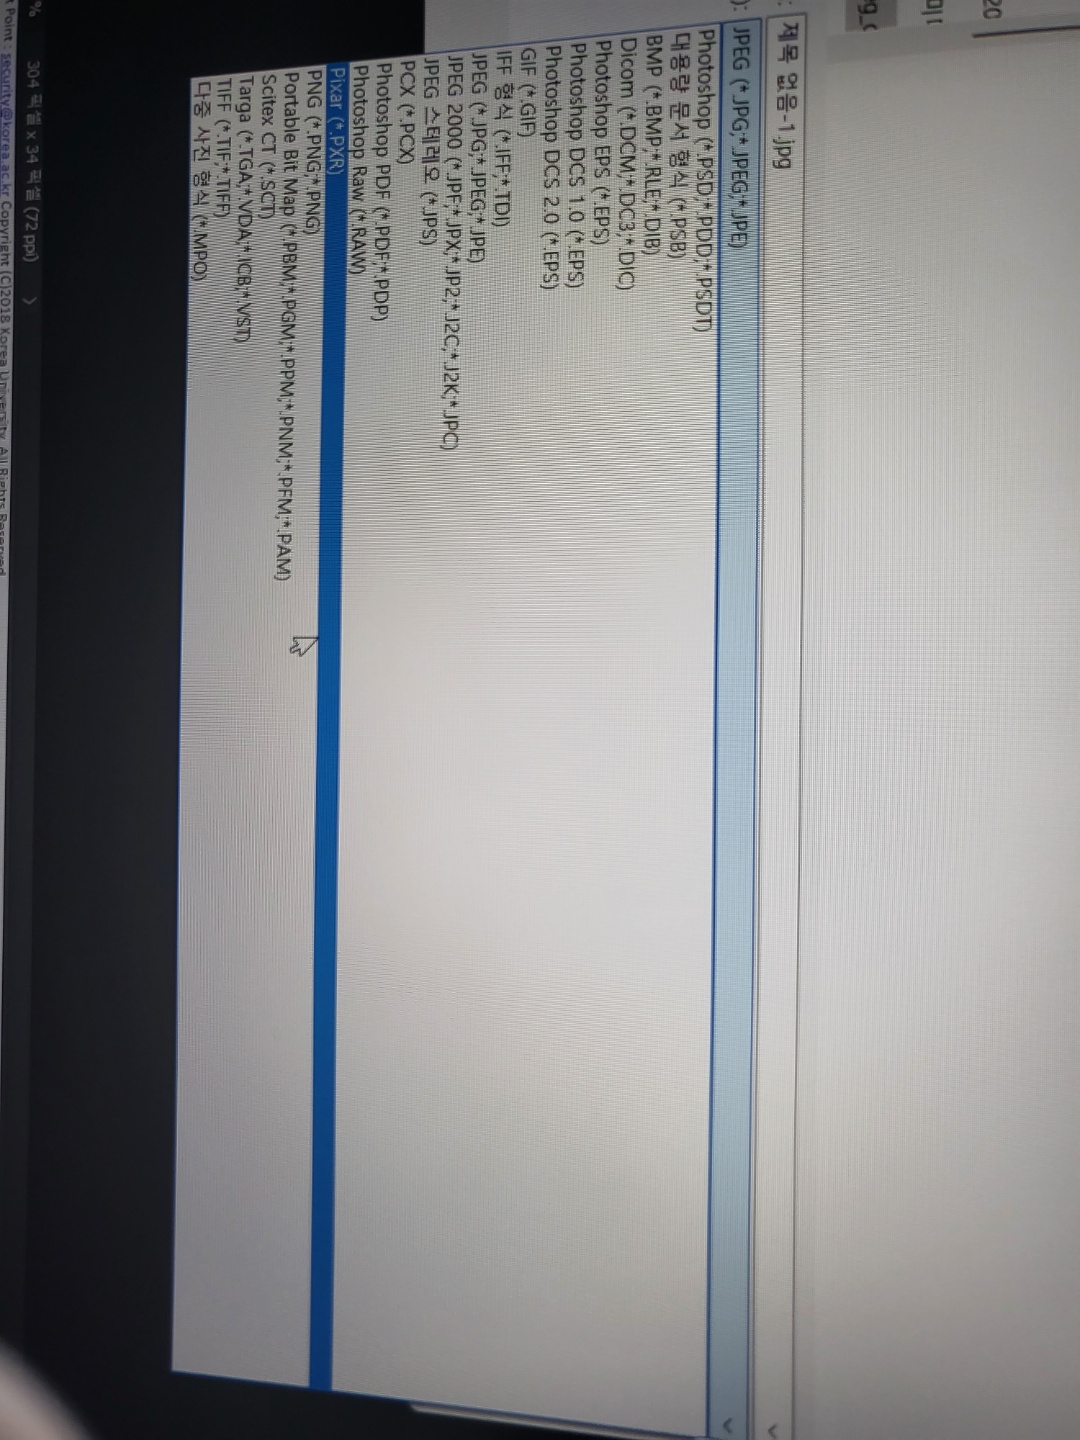 20
제목 없음-1.jpg
JPEG (*.JPG;*.JPEG;*.JPE)
Photoshop (*.PSD;*.PDD;*.PSDT)
대용량 문서 형식 (*.PSB)
BMP (*.BMP;*.RLE;*.DIB)
Dicom (*.DCM;*.DC3;*.DIC)
Photoshop EPS (*.EPS)
Photoshop DCS 1.0 (*.EPS)
Photoshop DCS 2.0 (*.EPS)
GIF (*.GIF)
IFF 형식 (*.IFF;*.TDI)
JPEG (*.JPG;*.JPEG;*.JPE)
JPEG 2000 (*.JPF;*.JPX;*.JP2;*.J2C;*.J2K;*.JPC)
JPEG 스테레오 (*.JPS)
PCX (*.PCX)
Photoshop PDF (*.PDF;*.PDP)
Photoshop Raw (*.RAW)
Pixar (*.PXR)
PNG (*.PNG;*.PNG)
Portable Bit Map (*.PBM;*.PGM;*.PPM;*.PNM;*.PFM;*.PAM)
Scitex CT (*.SCT)
Targa (*.TGA;*.VDA;*.ICB;*.VST)
TIFF (*.TIF;*.TIFF)
다중 사진 형식 (*.MPO)
% 304 픽셀 x 34 픽셀 (72 ppi)
Point : security@korea.ac.kr Copyright (C)2018 Korea University. All Rights Reserved